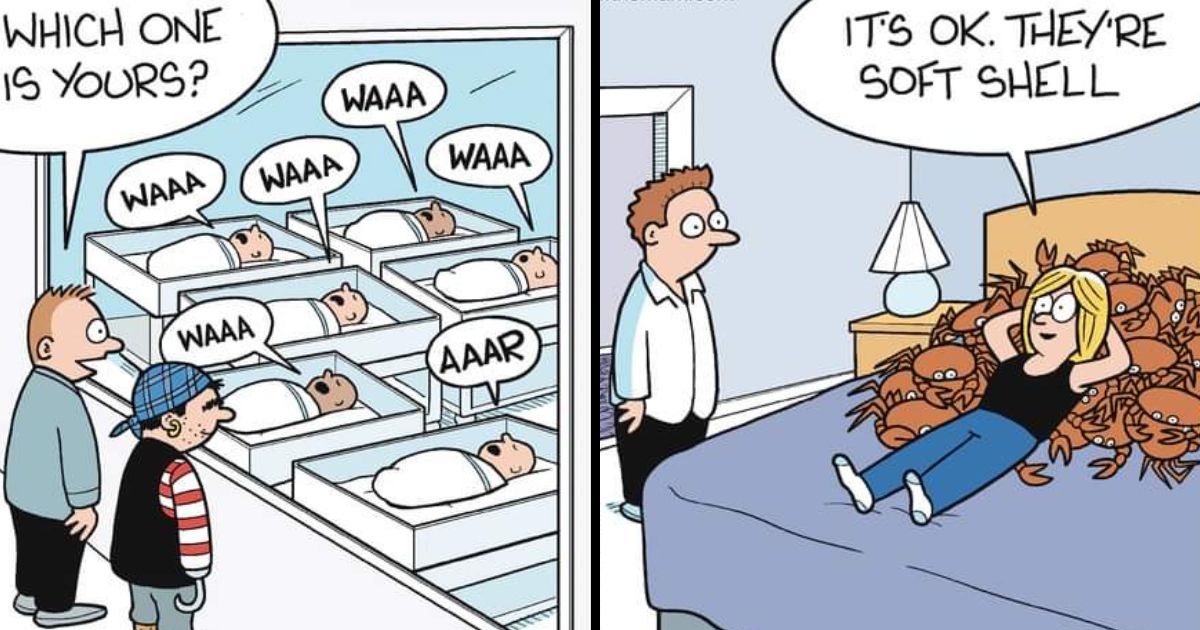 WHICH ONE
IS YOURS?
WAAA
WAAA
WAAA
WAAA
WAAA
AAAR
IT'S OK. THEY'RE
SOFT SHELL